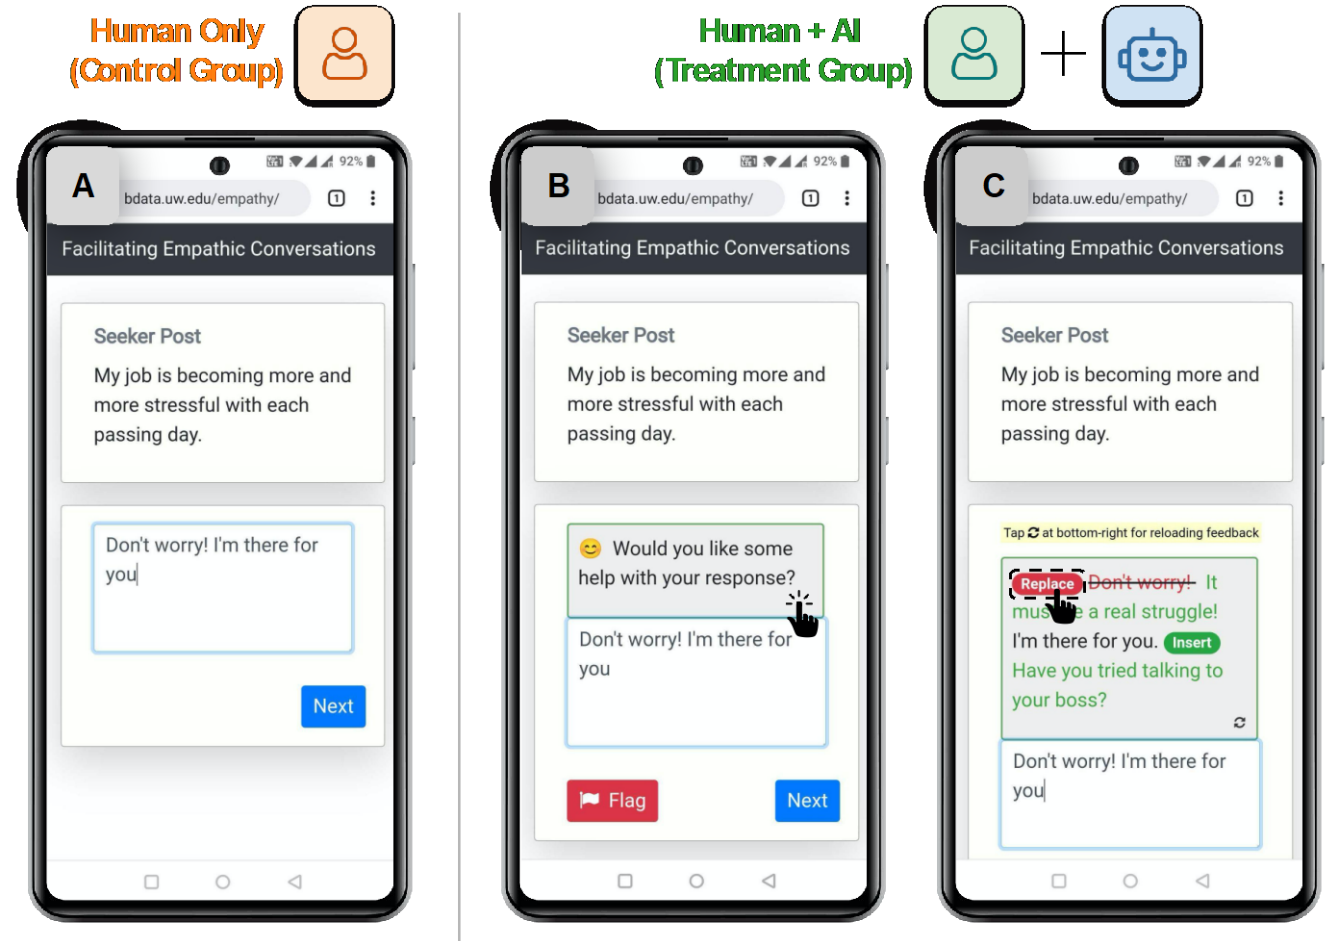 Human Only
(Control Group)
Human + AI
(Treatment Group)
A
92%
bdata.uw.edu/empathy/
1
Facilitating Empathic Conversations
Seeker Post
My job is becoming more and
more stressful with each
passing day.
Don't worry! I'm there for
you
Next
B
92%
bdata.uw.edu/empathy/
1
Facilitating Empathic Conversations
Seeker Post
My job is becoming more and
more stressful with each
passing day.
😊 Would you like some
help with your response?
Don't worry! I'm there for
you
Flag
Next
C
92%
bdata.uw.edu/empathy/
1
Facilitating Empathic Conversations
Seeker Post
My job is becoming more and
more stressful with each
passing day.
Tap at bottom-right for reloading feedback
Replace Don't worry! It
a real struggle!
I'm there for you. Insert
Have you tried talking to
your boss?
Don't worry! I'm there for
you